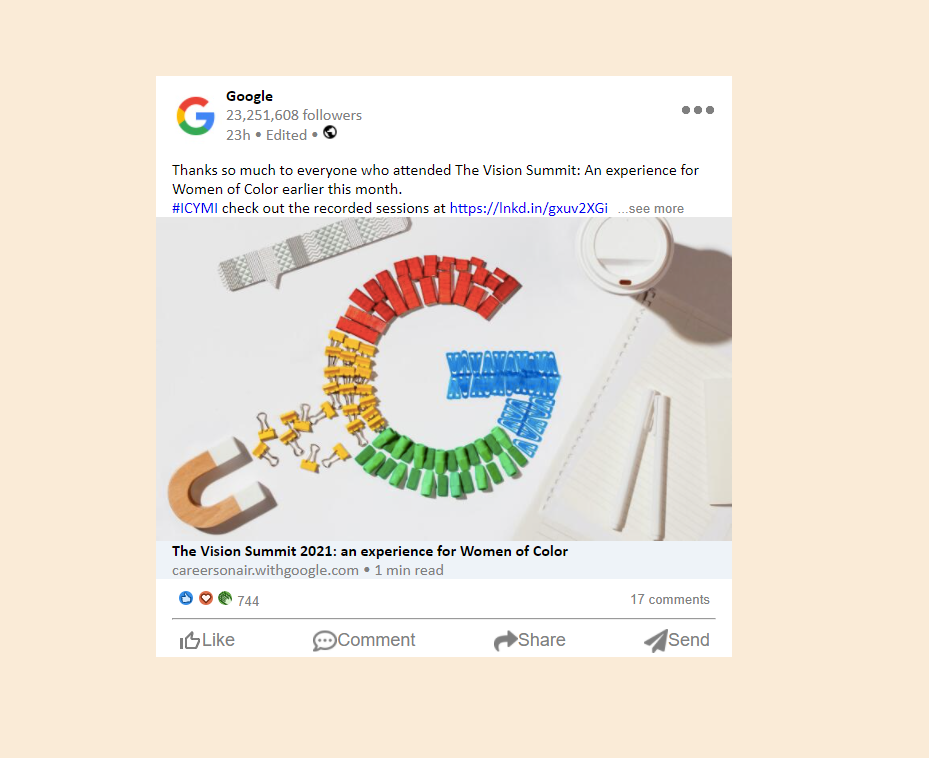 Google
23,251,608 followers
23h • Edited •
Thanks so much to everyone who attended The Vision Summit: An experience for
Women of Color earlier this month.
#ICYMI check out the recorded sessions at https://lnkd.in/gxuv2XGi ...see more
The Vision Summit 2021: an experience for Women of Color
careersonair.withgoogle.com • 1 min read
744 17 comments
Like Comment Share Send